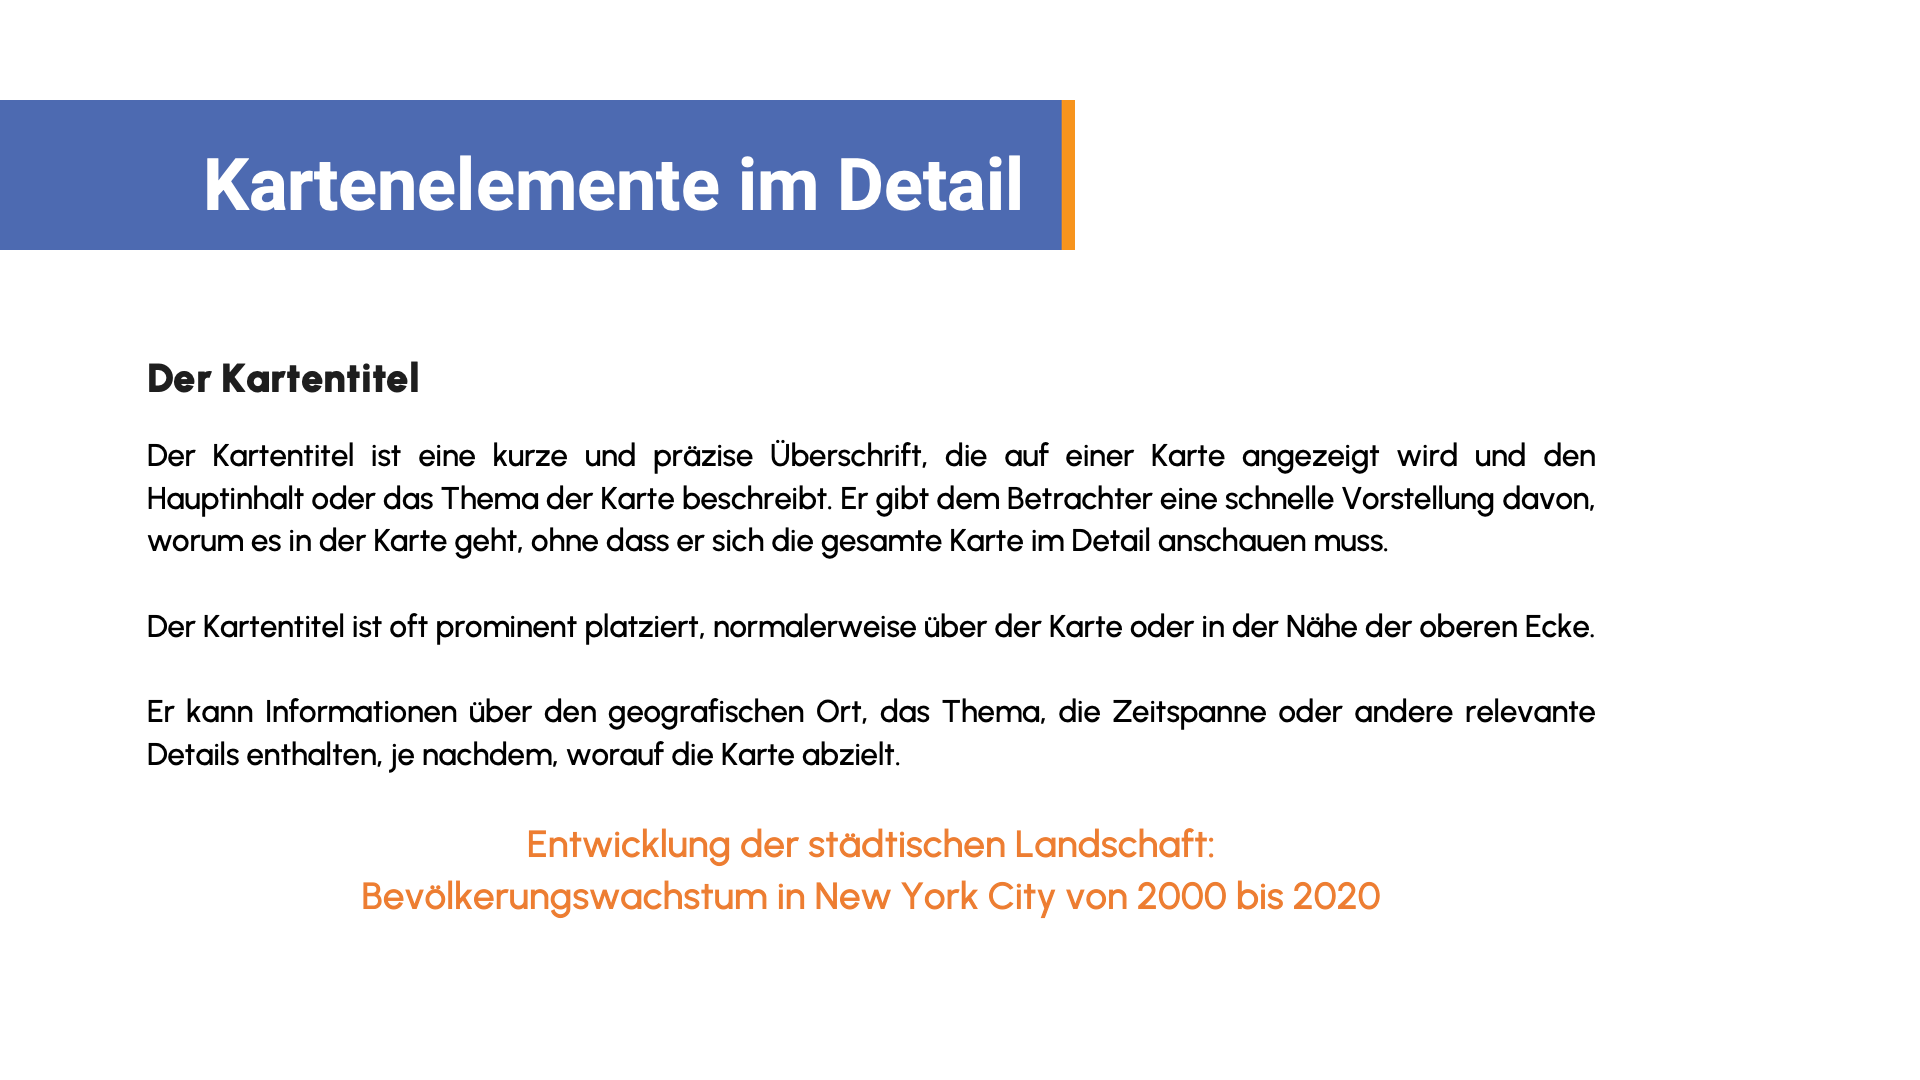 Kartenelemente im Detail
Der Kartentitel
Der Kartentitel ist eine kurze und präzise Überschrift, die auf einer Karte angezeigt wird und den
Hauptinhalt oder das Thema der Karte beschreibt. Er gibt dem Betrachter eine schnelle Vorstellung davon,
worum es in der Karte geht, ohne dass er sich die gesamte Karte im Detail anschauen muss.
Der Kartentitel ist oft prominent platziert, normalerweise über der Karte oder in der Nähe der oberen Ecke.
Er kann Informationen über den geografischen Ort, das Thema, die Zeitspanne oder andere relevante
Details enthalten, je nachdem, worauf die Karte abzielt.
Entwicklung der städtischen Landschaft:
Bevölkerungswachstum in New York City von 2000 bis 2020